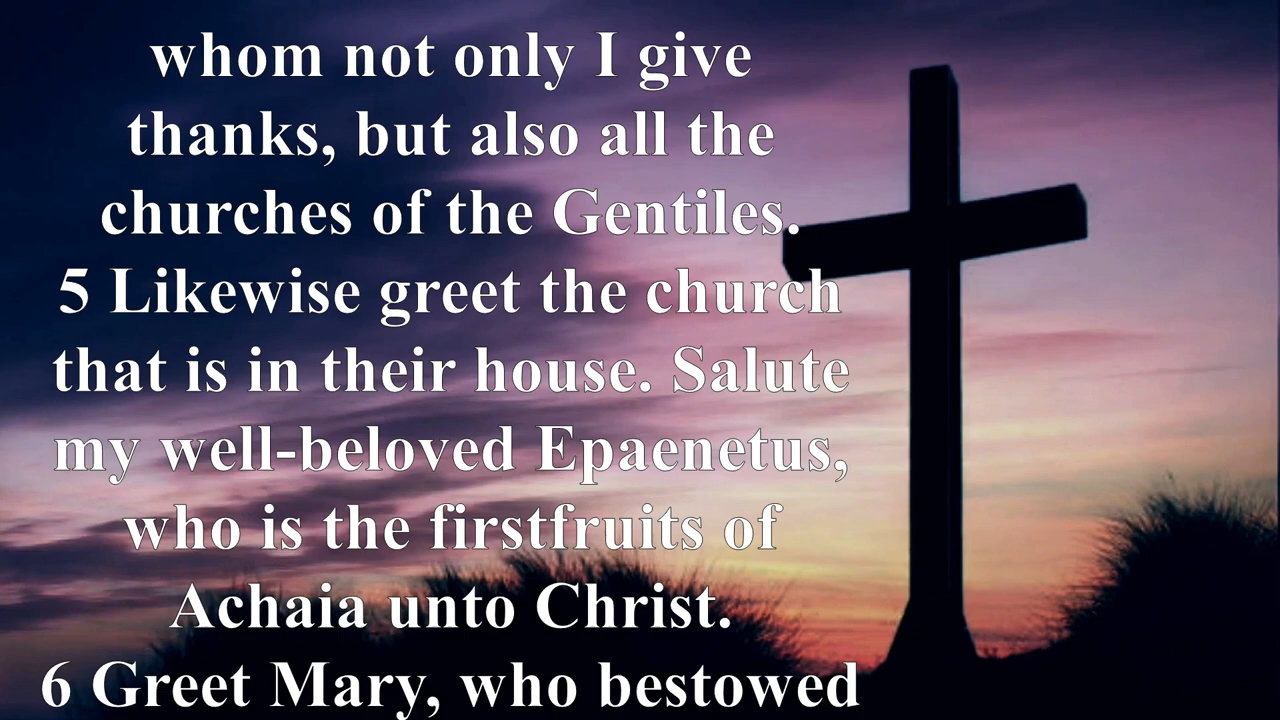 whom not only I give
thanks, but also all the
churches of the Gentiles.
5 Likewise greet the church
that is in their house. Salute
my well-beloved Epaenetus,
who is the firstfruits of
Achaia unto Christ.
6 Greet Mary, who bestowed